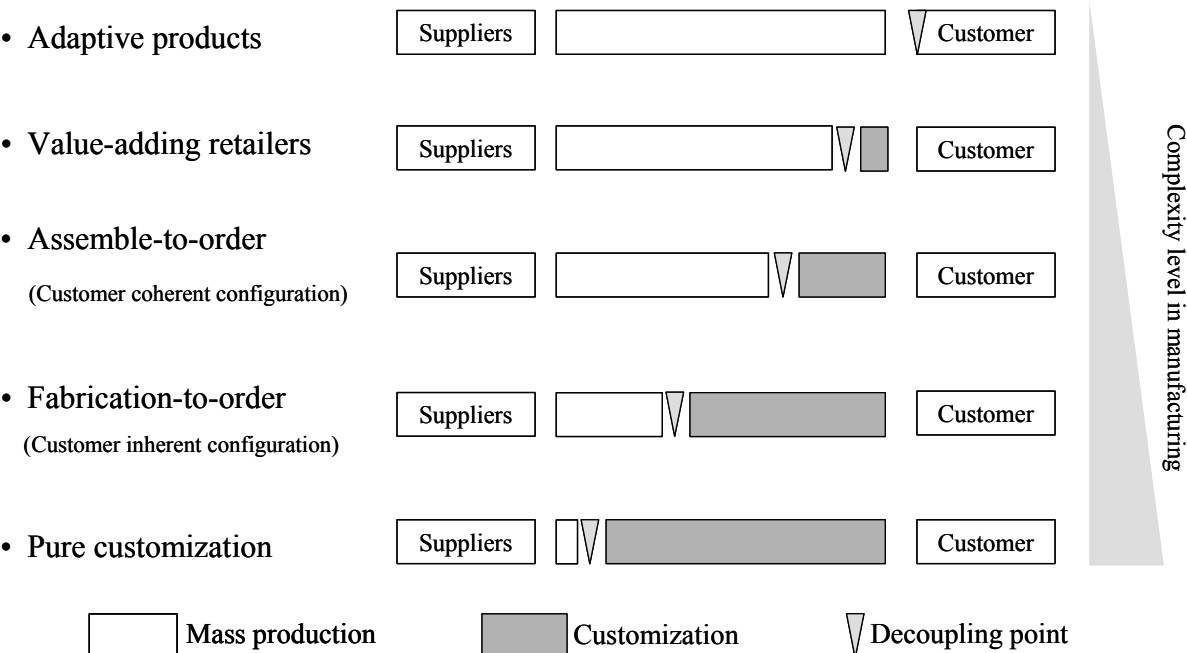 • Adaptive products
Suppliers
Customer
• Value-adding retailers
Suppliers
Customer
• Assemble-to-order
(Customer coherent configuration)
Suppliers
Customer
• Fabrication-to-order
(Customer inherent configuration)
Suppliers
Customer
• Pure customization
Suppliers
Customer
Complexity level in manufacturing
Mass production
Customization
Decoupling point